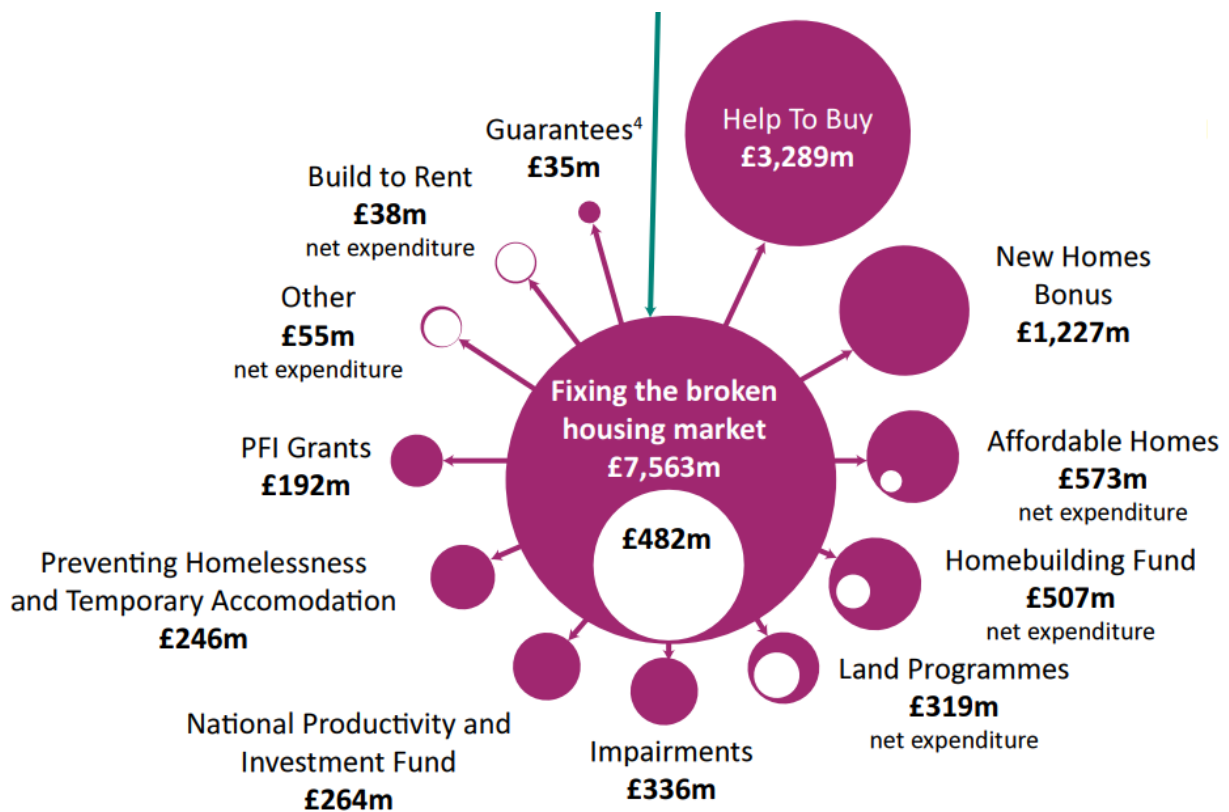 Help To Buy
£3,289m
Guarantees⁴
£35m
Build to Rent
£38m
net expenditure
Other
£55m
net expenditure
New Homes
Bonus
£1,227m
Fixing the broken
housing market
£7,563m
£482m
PFI Grants
£192m
Affordable Homes
£573m
net expenditure
Preventing Homelessness
and Temporary Accomodation
£246m
Homebuilding Fund
£507m
net expenditure
National Productivity and
Investment Fund
£264m
Impairments
£336m
Land Programmes
£319m
net expenditure